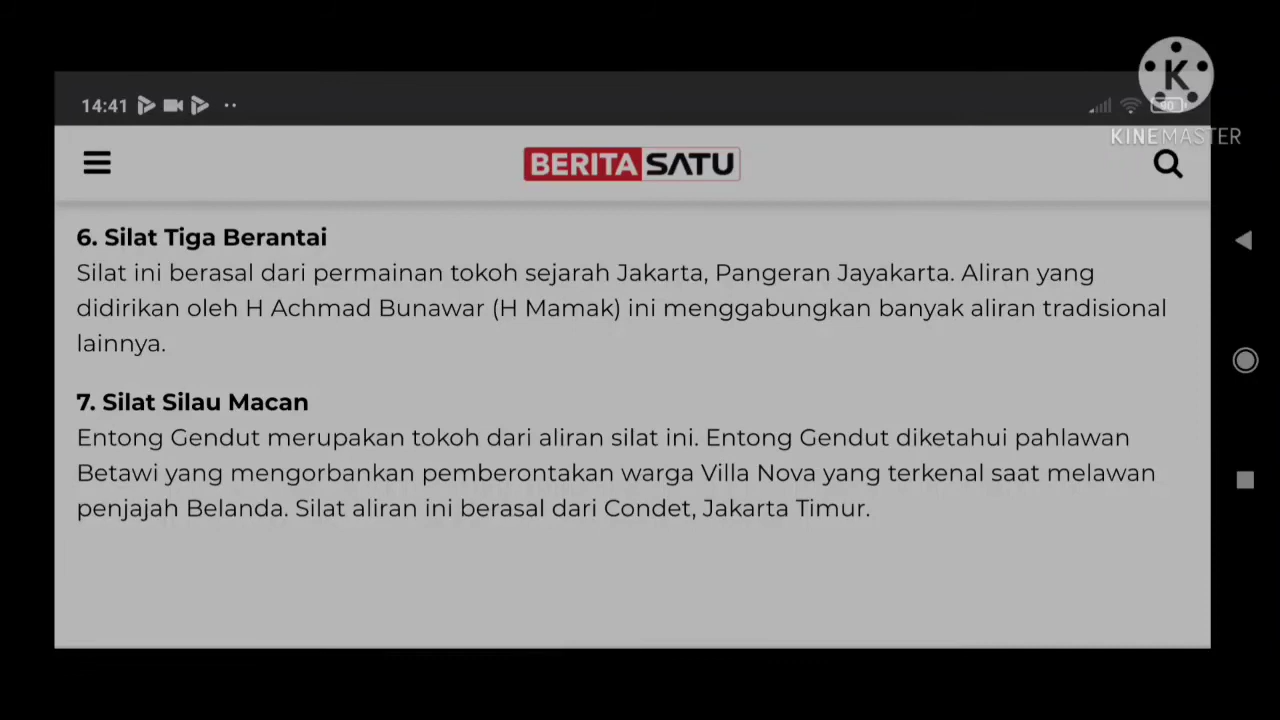 K
KINEMASTER
14:41
90
BERITA SATU
6. Silat Tiga Berantai
Silat ini berasal dari permainan tokoh sejarah Jakarta, Pangeran Jayakarta. Aliran yang
didirikan oleh H Achmad Bunawar (H Mamak) ini menggabungkan banyak aliran tradisional
lainnya.
7. Silat Silau Macan
Entong Gendut merupakan tokoh dari aliran silat ini. Entong Gendut diketahui pahlawan
Betawi yang mengorbankan pemberontakan warga Villa Nova yang terkenal saat melawan
penjajah Belanda. Silat aliran ini berasal dari Condet, Jakarta Timur.